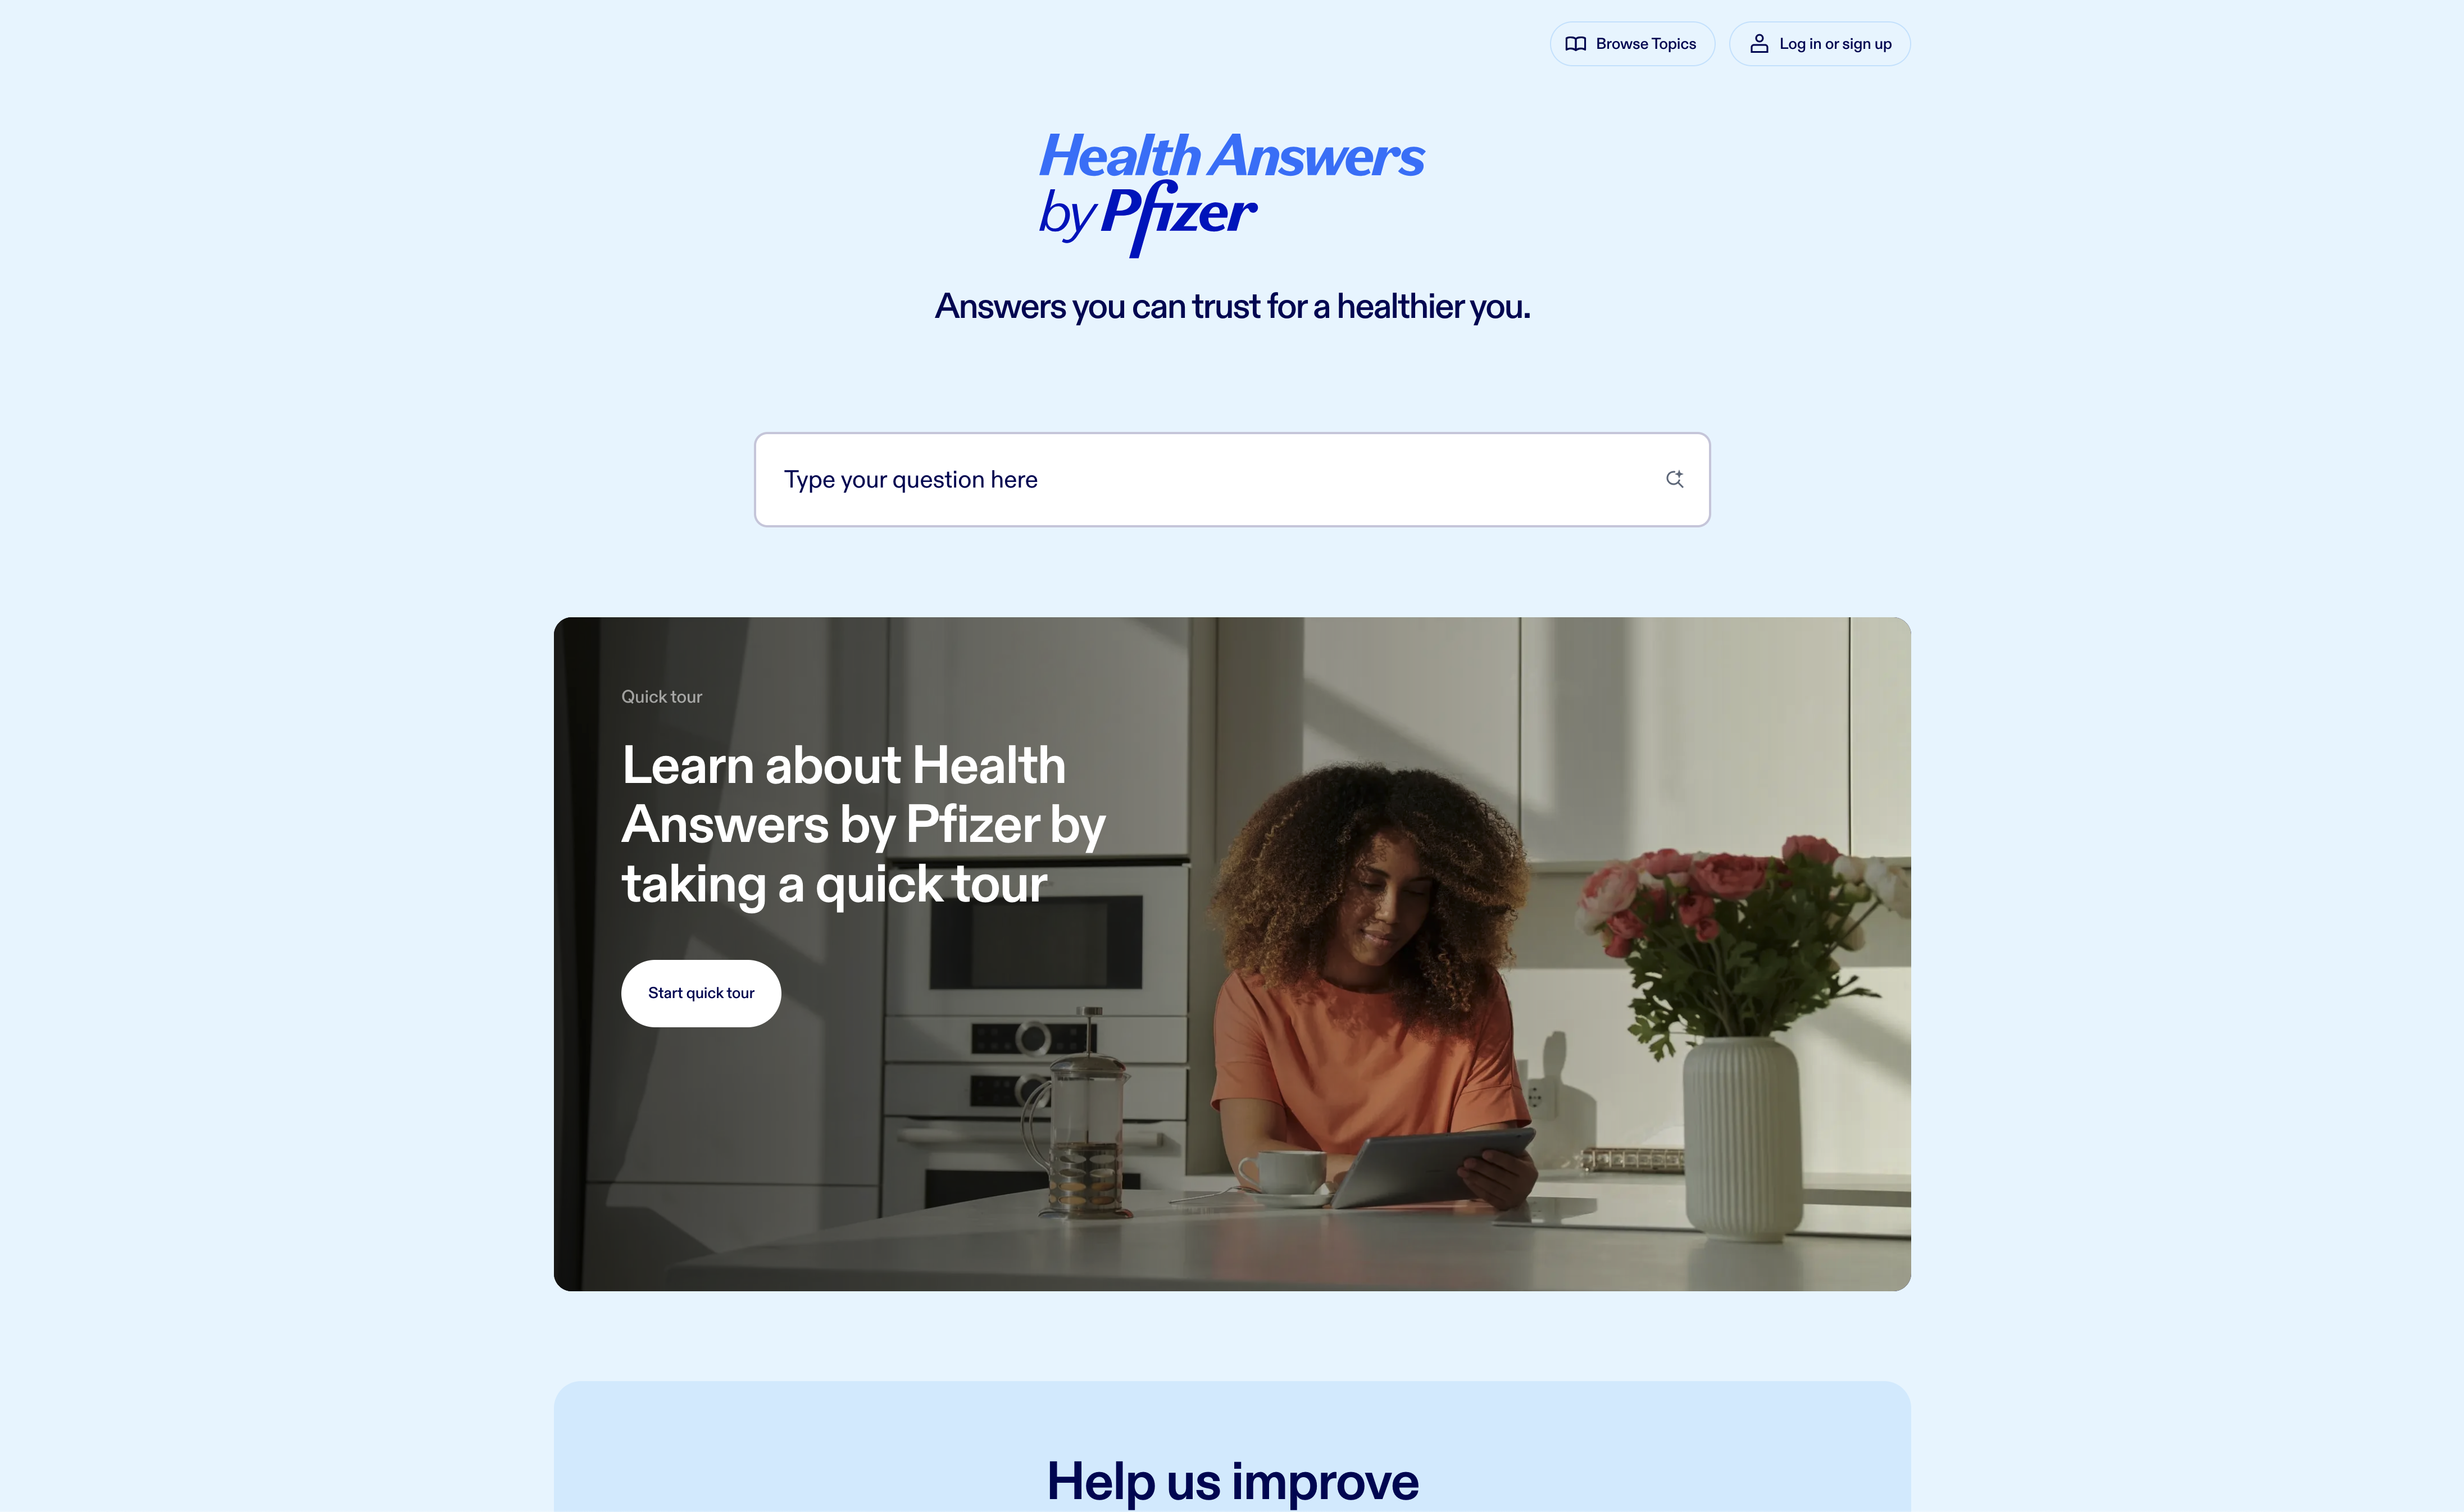 Browse Topics
Log in or sign up
Health Answers
by Pfizer
Answers you can trust for a healthier you.
Type your question here
Quick tour
Learn about Health
Answers by Pfizer by
taking a quick tour
Start quick tour
Help us improve